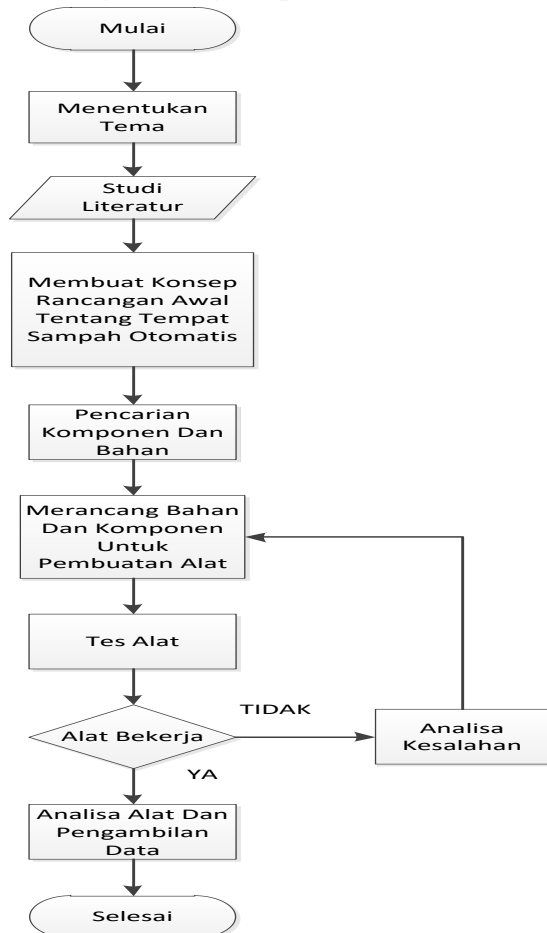 Mulai
Menentukan
Tema
Studi
Literatur
Membuat Konsep
Rancangan Awal
Tentang Tempat
Sampah Otomatis
Pencarian
Komponen Dan
Bahan
Merancang Bahan
Dan Komponen
Untuk
Pembuatan Alat
Tes Alat
Alat Bekerja
TIDAK
Analisa
Kesalahan
YA
Analisa Alat Dan
Pengambilan
Data
Selesai